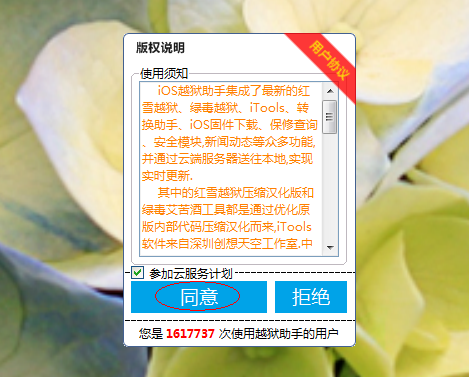 版权说明
用户协议
使用须知
iOS越狱助手集成了最新的红
雪越狱、绿毒越狱、iTools、转
换助手、iOS固件下载、保修查询
、安全模块,新闻动态等众多功能,
并通过云端服务器送往本地,实现
实时更新.
其中的红雪越狱压缩汉化版和
绿毒艾苦酒工具都是通过优化原
版内部代码压缩汉化而来,iTools
软件来自深圳创想天空工作室.中
参加云服务计划
同意
拒绝
您是 1617737 次使用越狱助手的用户